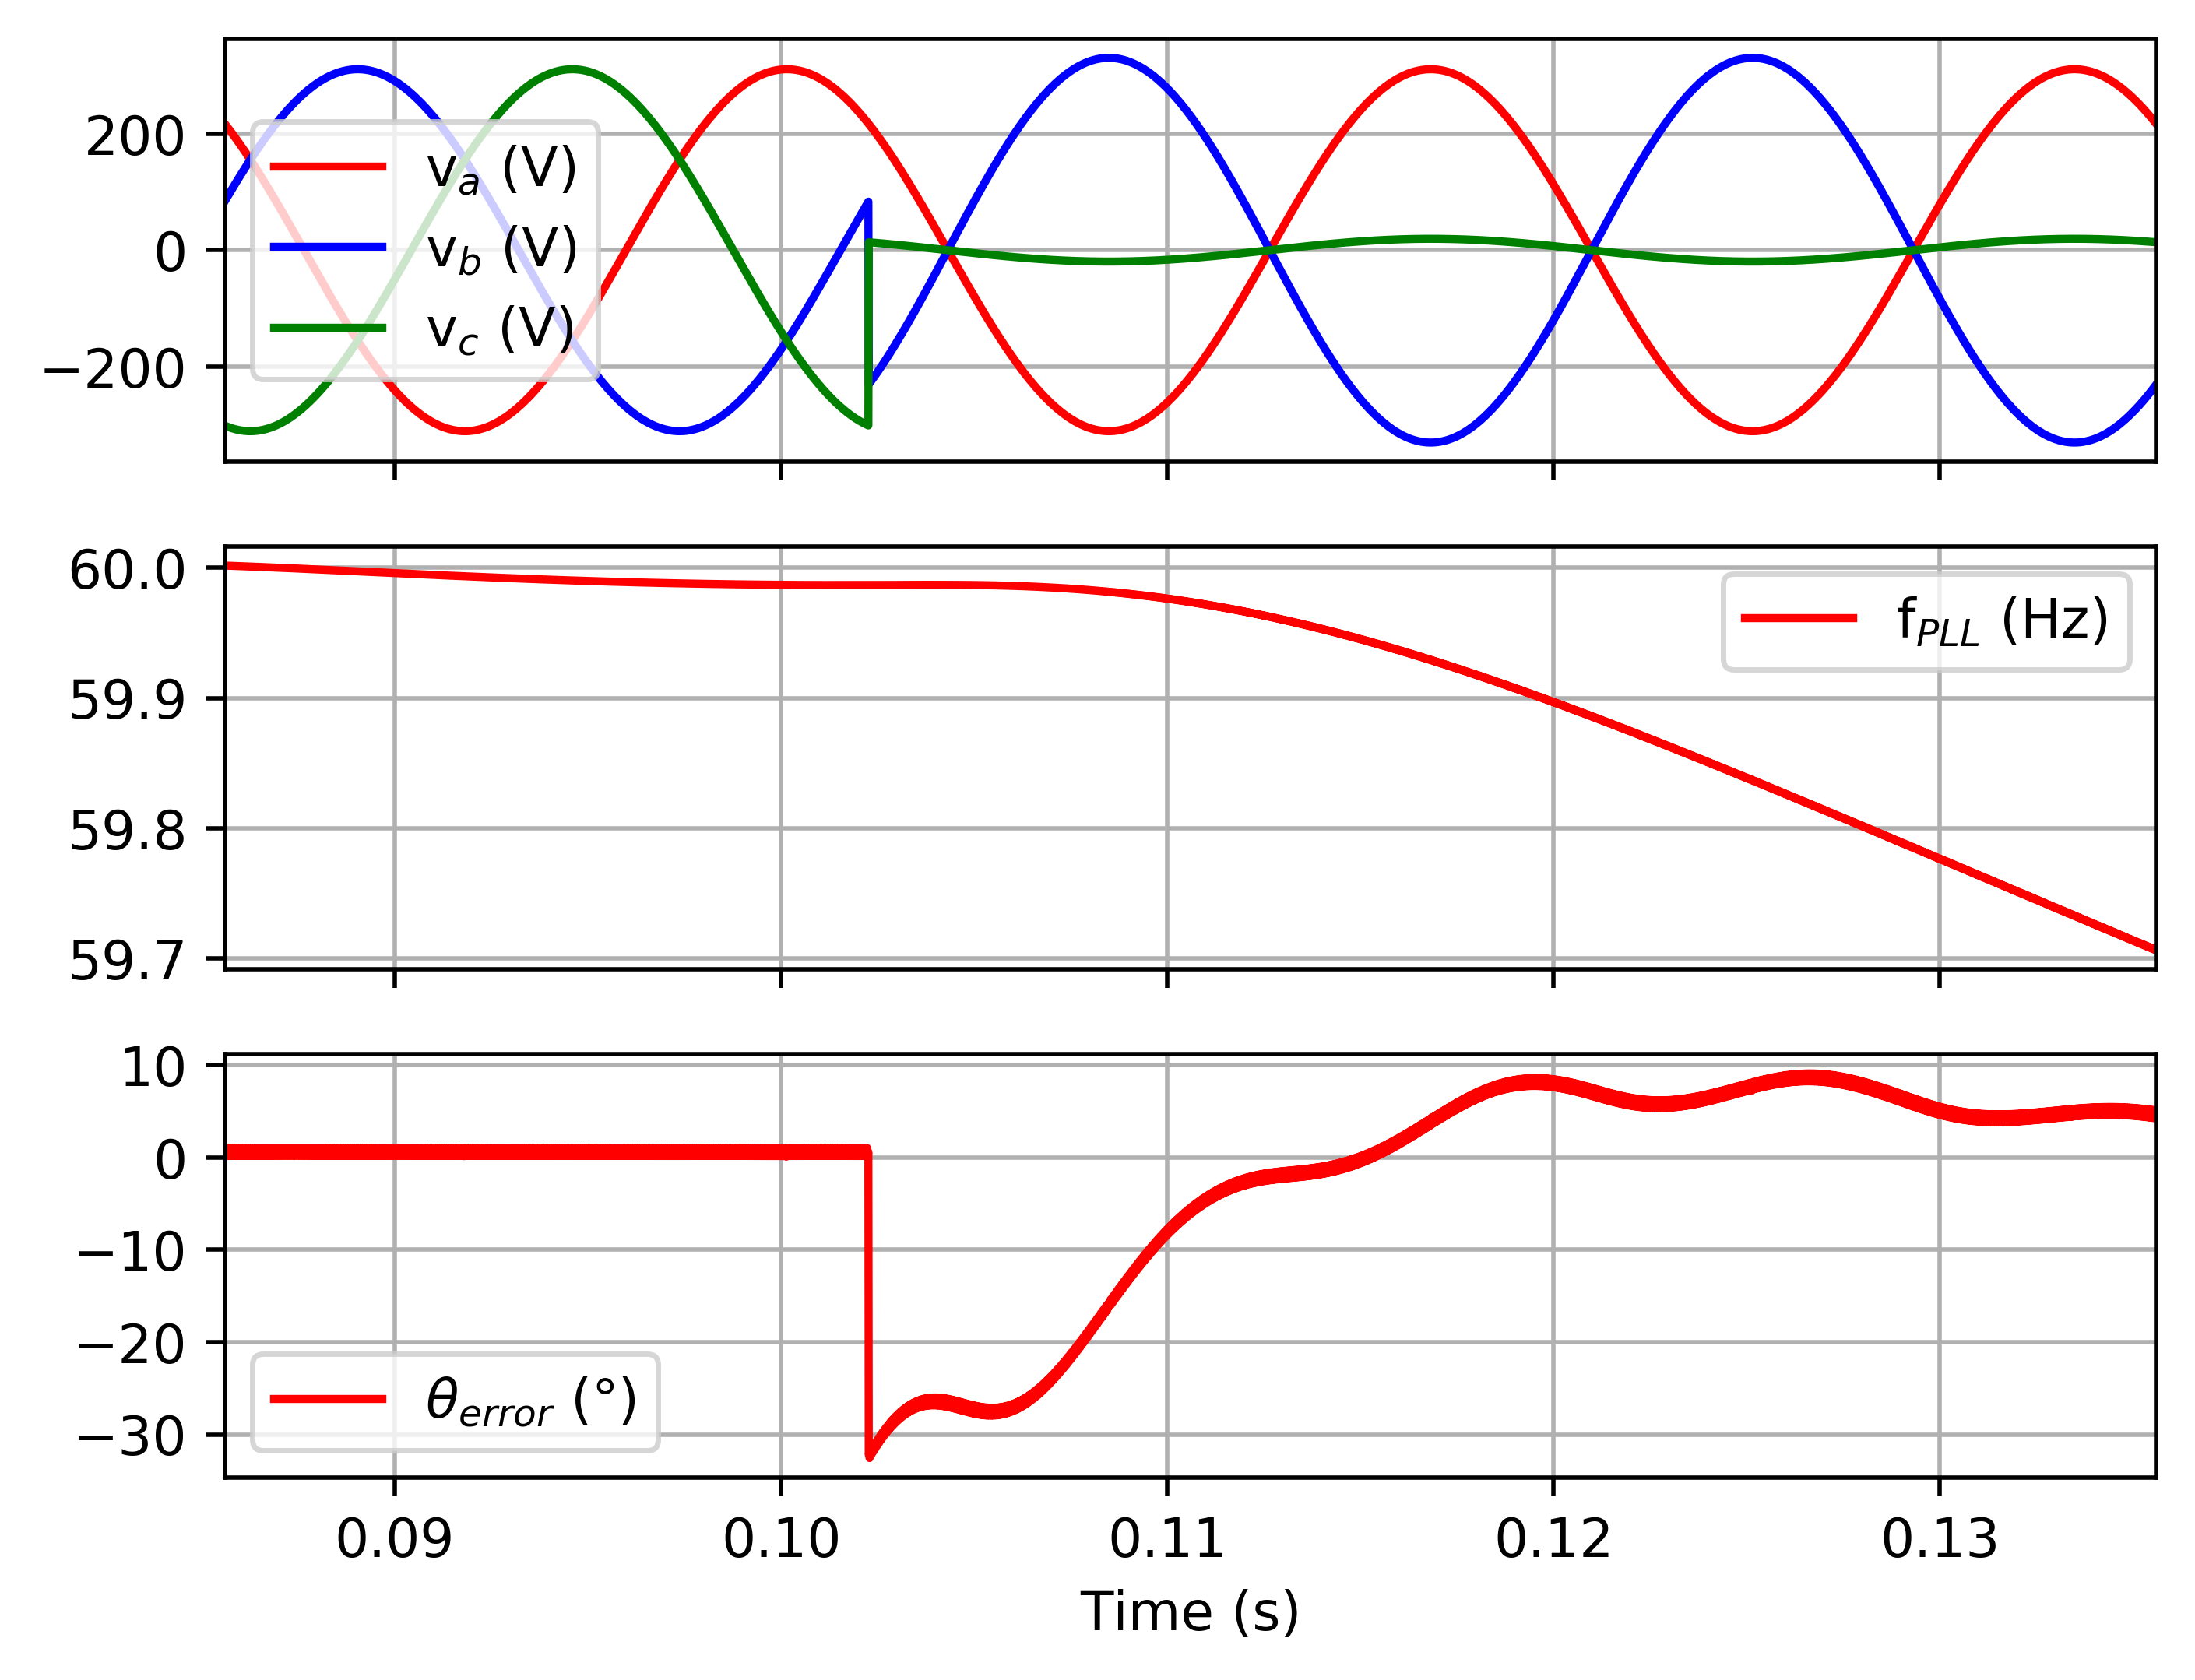 200
0
−200
v_a (V)
v_b (V)
v_c (V)
60.0
59.9
59.8
59.7
f_PLL (Hz)
10
0
−10
−20
−30
θ_error (°)
0.09 0.10 0.11 0.12 0.13
Time (s)